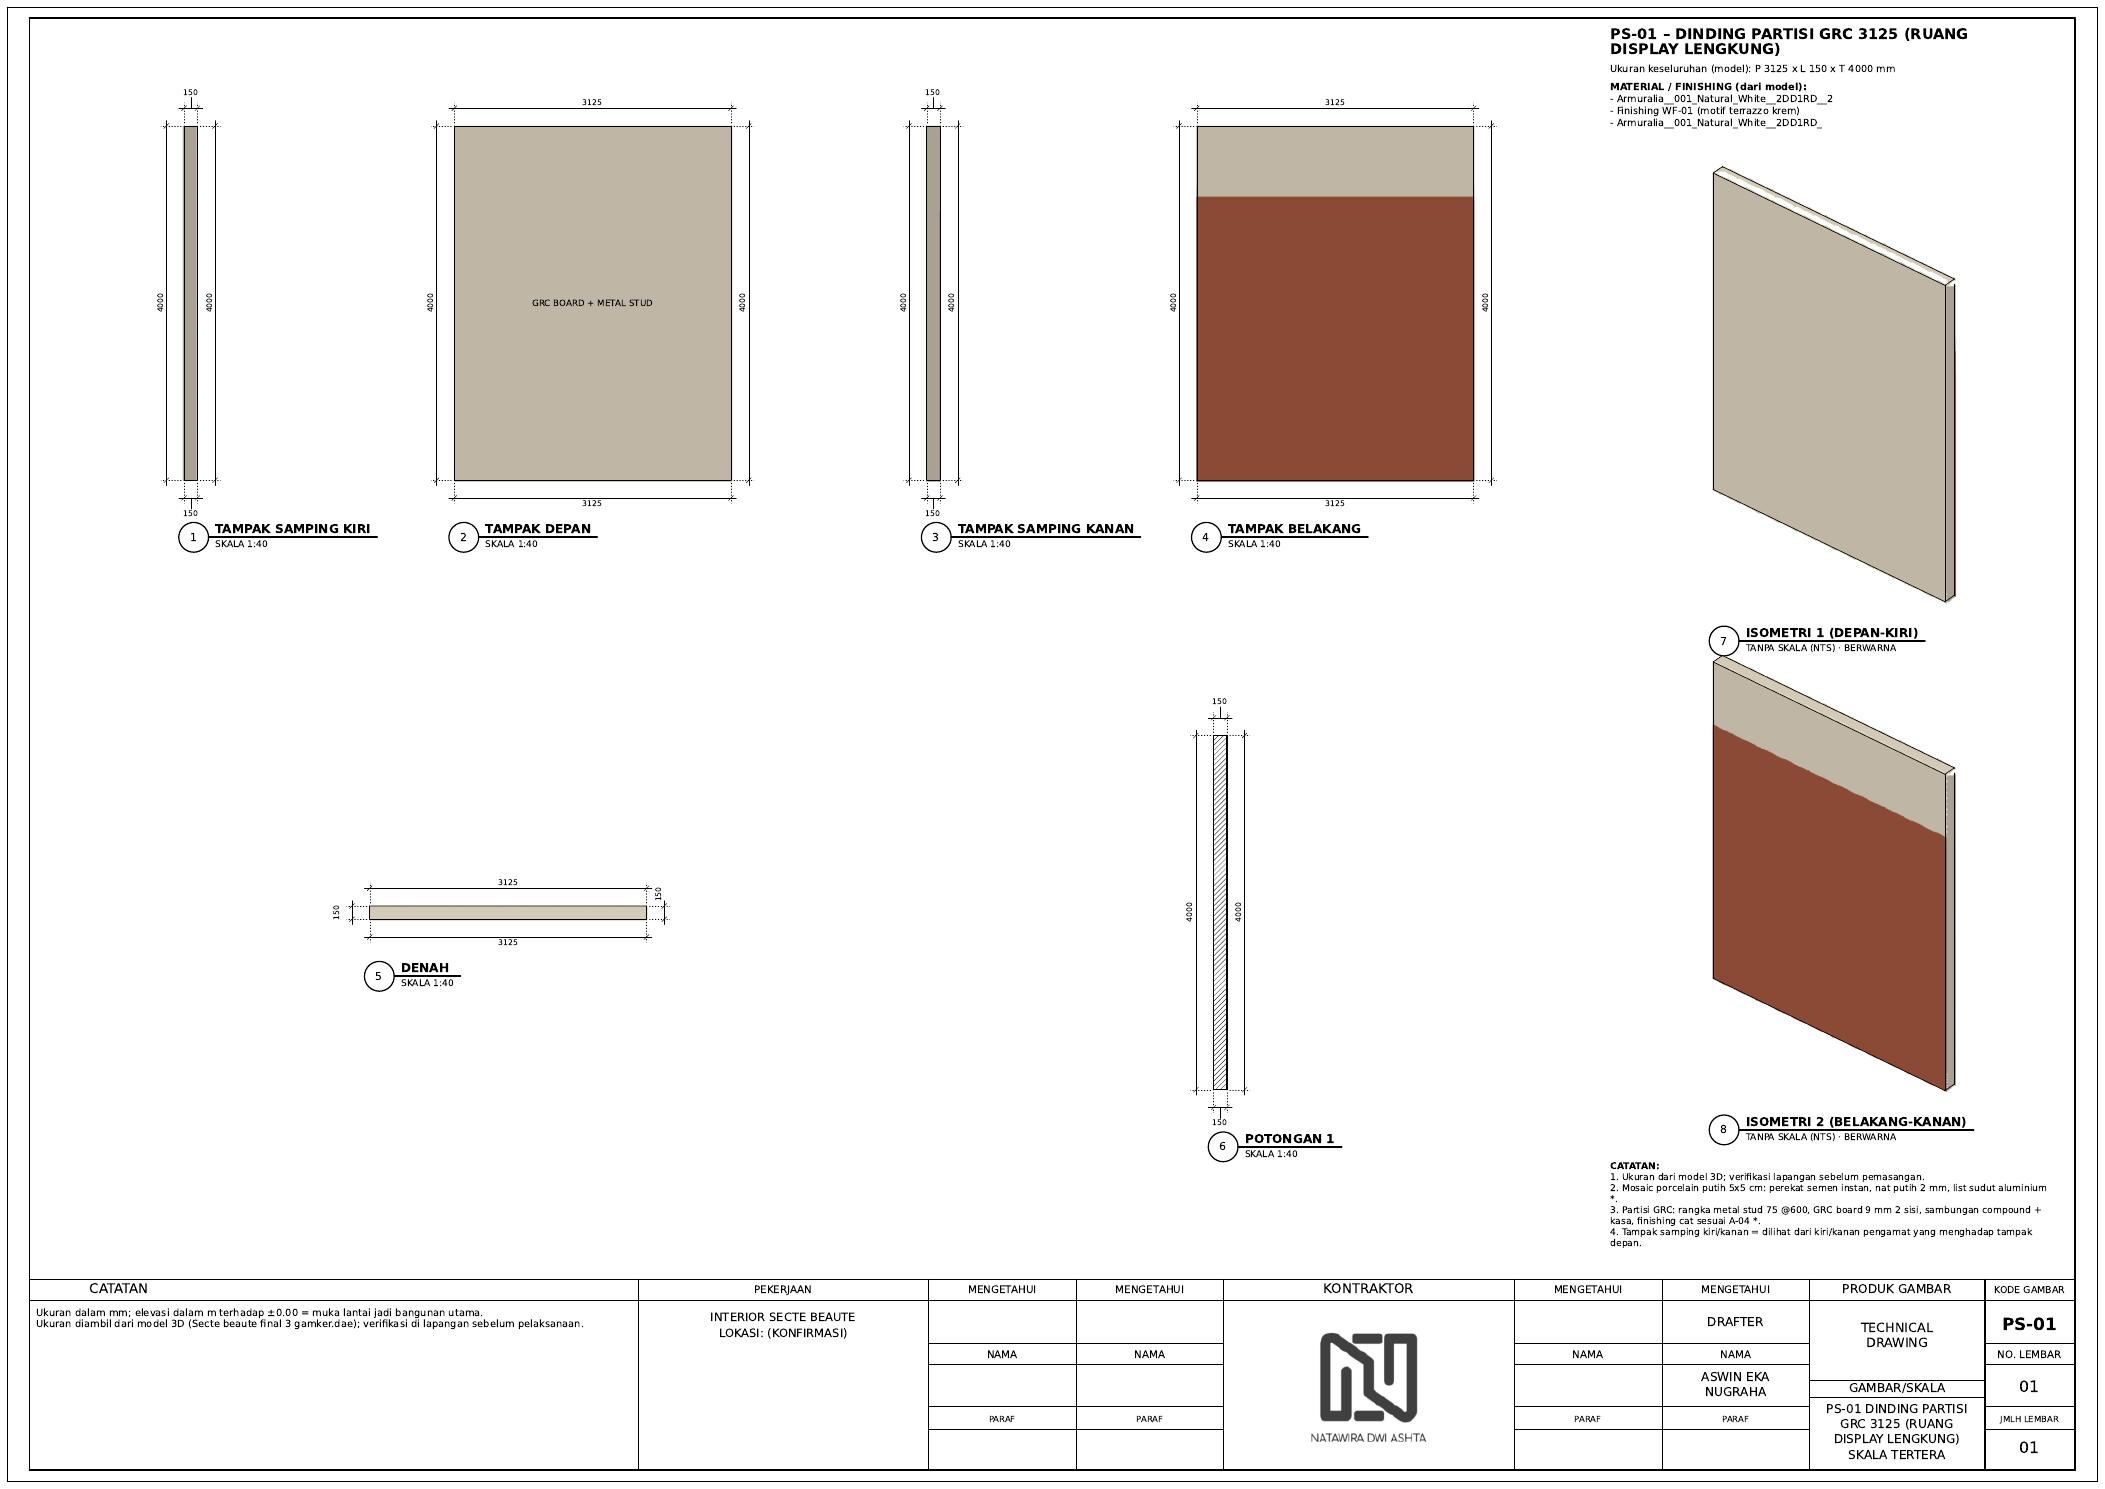 PS-01 – DINDING PARTISI GRC 3125 (RUANG
DISPLAY LENGKUNG)
Ukuran keseluruhan (model): P 3125 x L 150 x T 4000 mm
MATERIAL / FINISHING (dari model):
- Armuralia__001_Natural_White__2DD1RD__2
- Finishing WF-01 (motif terrazzo krem)
- Armuralia__001_Natural_White__2DD1RD_
150
4000
4000
150
1
TAMPAK SAMPING KIRI
SKALA 1:40
3125
4000
GRC BOARD + METAL STUD
4000
3125
2
TAMPAK DEPAN
SKALA 1:40
150
4000
4000
150
3
TAMPAK SAMPING KANAN
SKALA 1:40
3125
4000
4000
3125
4
TAMPAK BELAKANG
SKALA 1:40
7
ISOMETRI 1 (DEPAN-KIRI)
TANPA SKALA (NTS) · BERWARNA
3125
150
150
3125
5
DENAH
SKALA 1:40
150
4000
4000
150
6
POTONGAN 1
SKALA 1:40
8
ISOMETRI 2 (BELAKANG-KANAN)
TANPA SKALA (NTS) · BERWARNA
CATATAN:
1. Ukuran dari model 3D; verifikasi lapangan sebelum pemasangan.
2. Mosaic porcelain putih 5x5 cm: perekat semen instan, nat putih 2 mm, list sudut aluminium
*.
3. Partisi GRC: rangka metal stud 75 @600, GRC board 9 mm 2 sisi, sambungan compound +
kasa, finishing cat sesuai A-04 *.
4. Tampak samping kiri/kanan = dilihat dari kiri/kanan pengamat yang menghadap tampak
depan.
CATATAN
Ukuran dalam mm; elevasi dalam m terhadap ±0.00 = muka lantai jadi bangunan utama.
Ukuran diambil dari model 3D (Secte beaute final 3 gamker.dae); verifikasi di lapangan sebelum pelaksanaan.
PEKERJAAN
INTERIOR SECTE BEAUTE
LOKASI: (KONFIRMASI)
MENGETAHUI
NAMA
PARAF
MENGETAHUI
NAMA
PARAF
KONTRAKTOR
NATAWIRA DWI ASHTA
MENGETAHUI
NAMA
PARAF
MENGETAHUI
DRAFTER
NAMA
ASWIN EKA
NUGRAHA
PARAF
PRODUK GAMBAR
TECHNICAL
DRAWING
GAMBAR/SKALA
PS-01 DINDING PARTISI
GRC 3125 (RUANG
DISPLAY LENGKUNG)
SKALA TERTERA
KODE GAMBAR
PS-01
NO. LEMBAR
01
JMLH LEMBAR
01